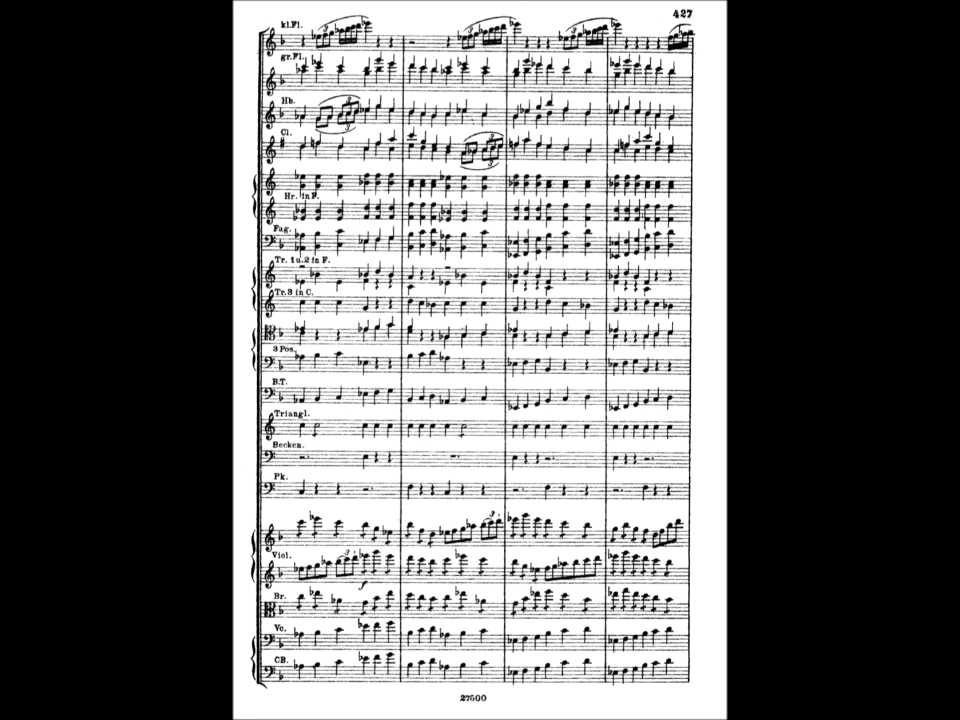 427
kl.Fl.
gr.Fl.
Hb.
Cl.
Hr. in F.
Fag.
Tr. 1 u. 2 in F.
Tr. 3 in C.
3 Pos.
B.T.
Triangl.
Becken.
Pk.
Viol.
f
Br.
Vc.
CB.
27500